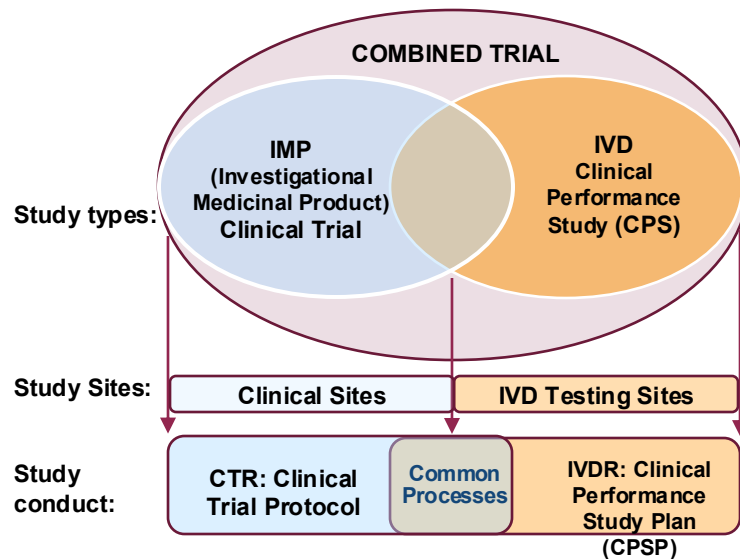 COMBINED TRIAL
IMP
(Investigational
Medicinal Product)
Clinical Trial
IVD
Clinical
Performance
Study (CPS)
Study types:
Study Sites:
Clinical Sites
IVD Testing Sites
Study
conduct:
CTR: Clinical
Trial Protocol
Common
Processes
IVDR: Clinical
Performance
Study Plan
(CPSP)